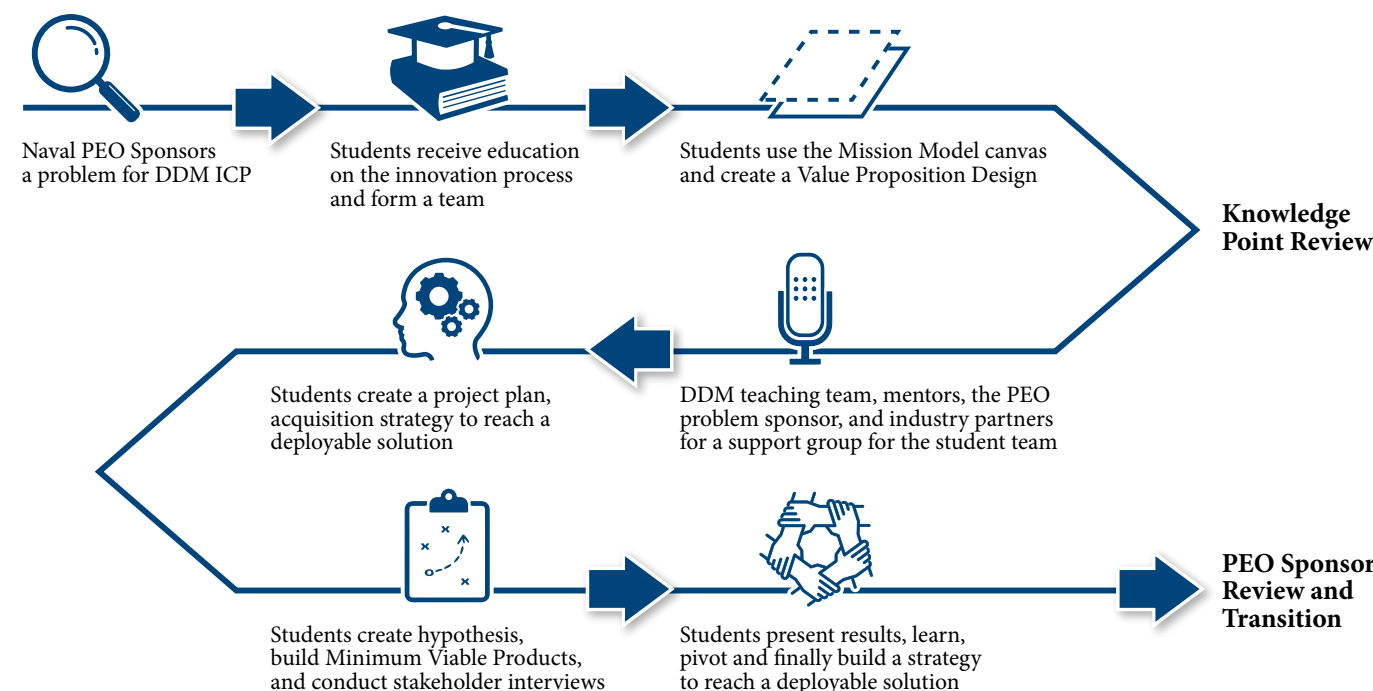 Naval PEO Sponsors
a problem for DDM ICP
Students receive education
on the innovation process
and form a team
Students use the Mission Model canvas
and create a Value Proposition Design
Knowledge
Point Review
DDM teaching team, mentors, the PEO
problem sponsor, and industry partners
for a support group for the student team
Students create a project plan,
acquisition strategy to reach a
deployable solution
Students create hypothesis,
build Minimum Viable Products,
and conduct stakeholder interviews
Students present results, learn,
pivot and finally build a strategy
to reach a deployable solution
PEO Sponsor
Review and
Transition